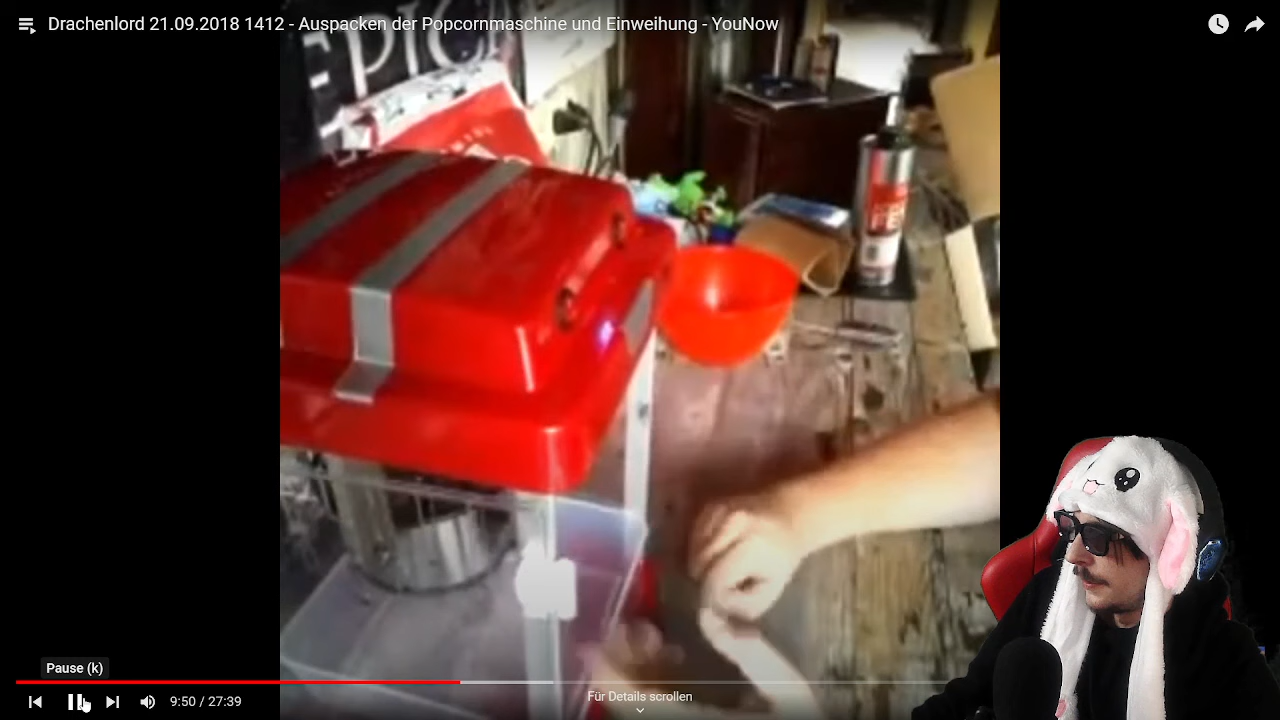 Drachenlord 21.09.2018 1412 - Auspacken der Popcornmaschine und Einweihung - YouNow
EPIC
Pause (k)
9:50 / 27:39
Für Details scrollen